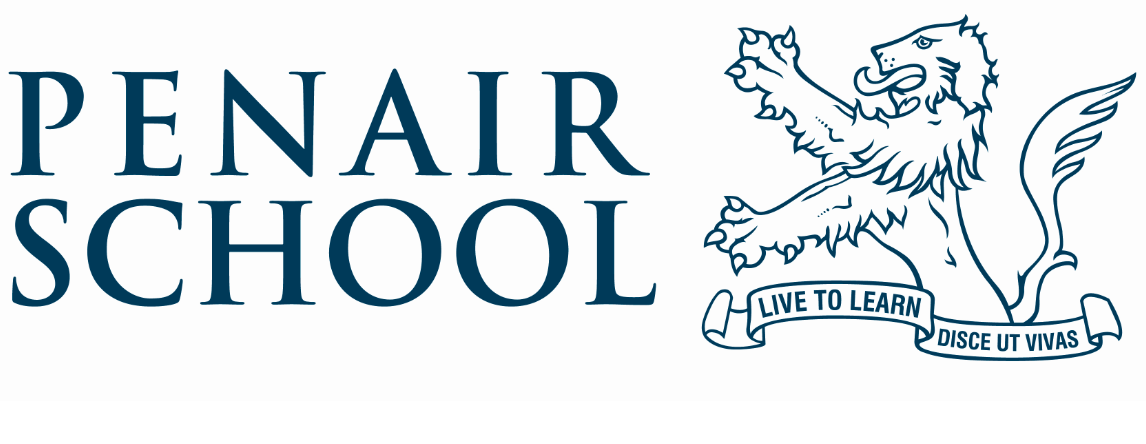 PENAIR
SCHOOL
LIVE TO LEARN
DISCE UT VIVAS